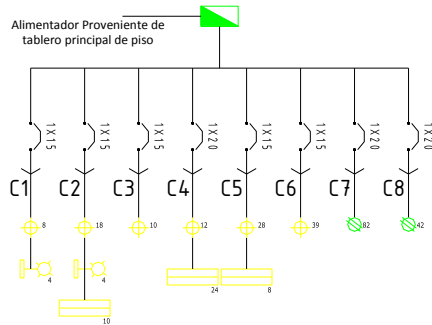 Alimentador Proveniente de
tablero principal de piso
1X15 1X15 1X15 1X20 1X15 1X15 1X20 1X20
C1 C2 C3 C4 C5 C6 C7 C8
8 18 10 12 28 39 82 42
4 4 24 8
10